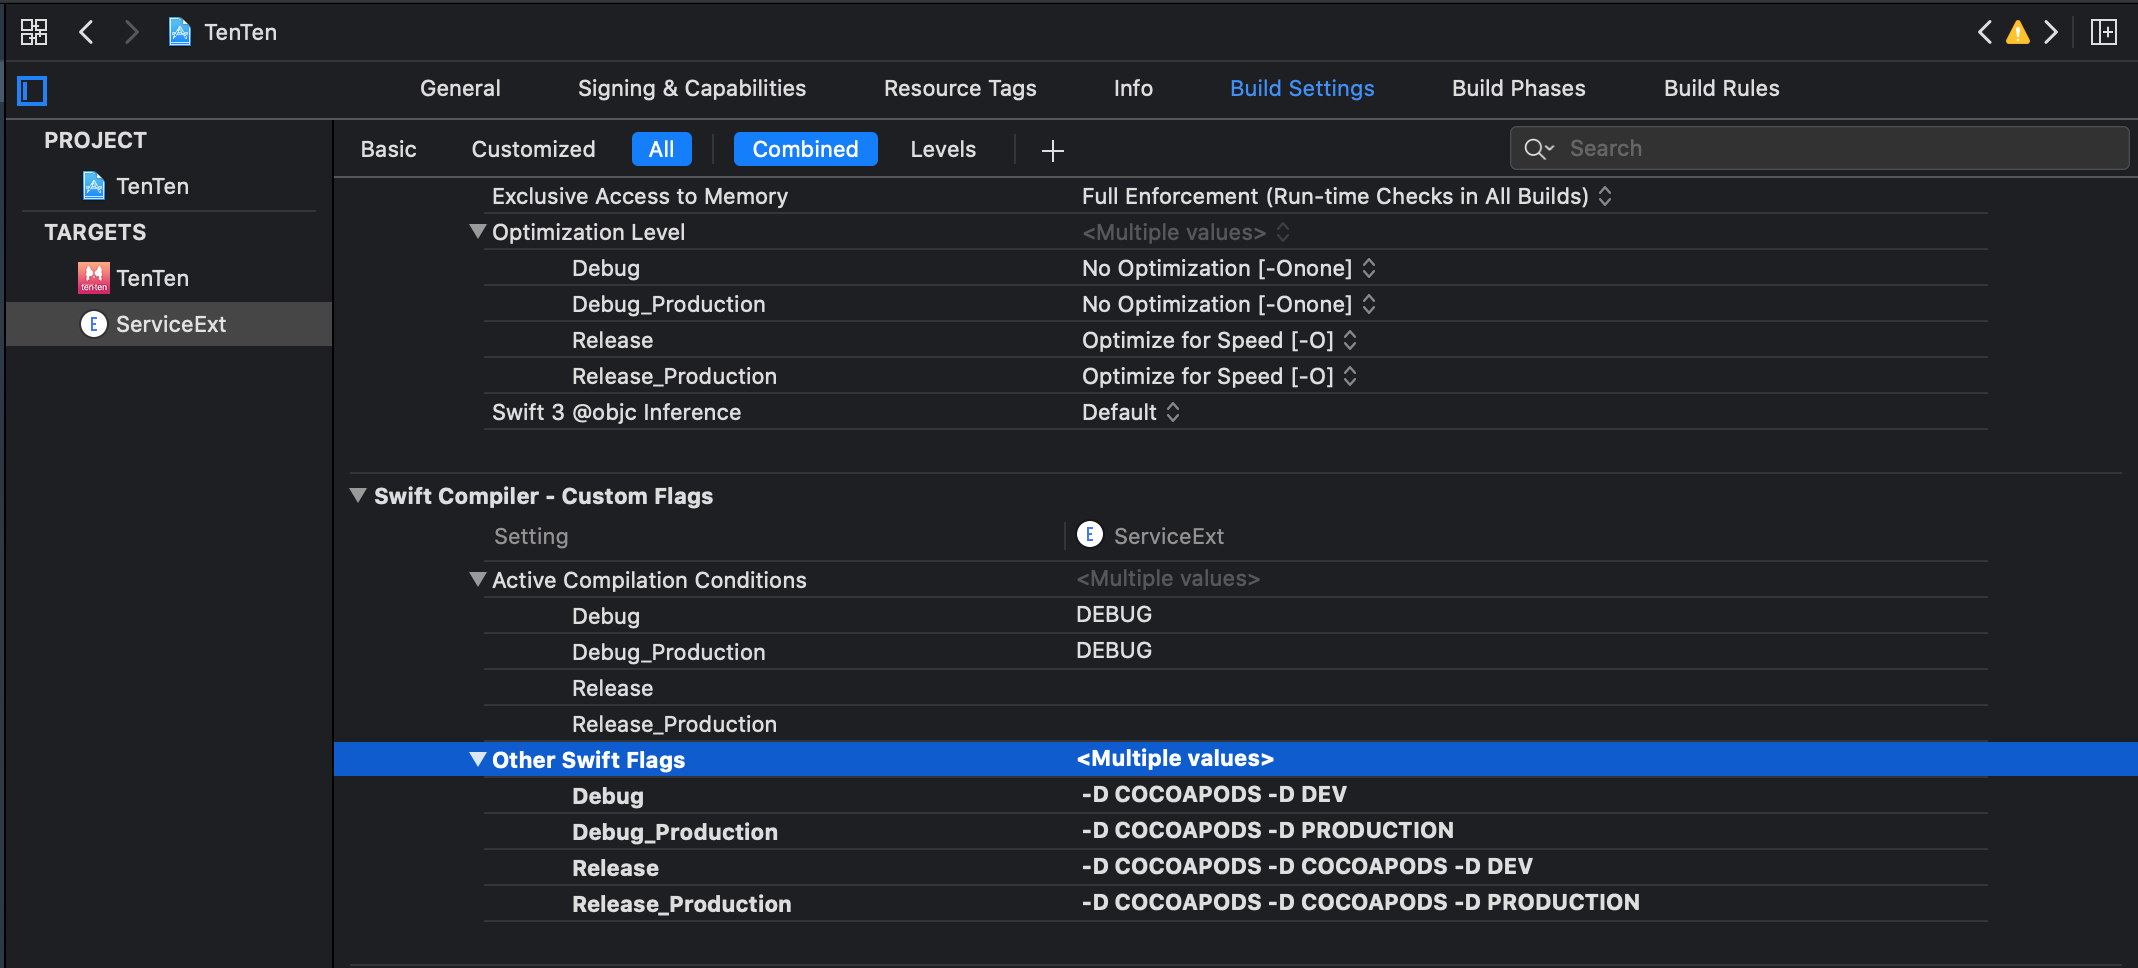 TenTen
General Signing & Capabilities Resource Tags Info Build Settings Build Phases Build Rules
PROJECT
TenTen
TARGETS
tenten
TenTen
E ServiceExt
Basic Customized All Combined Levels Search
Exclusive Access to Memory Full Enforcement (Run-time Checks in All Builds)
Optimization Level <Multiple values>
Debug No Optimization [-Onone]
Debug_Production No Optimization [-Onone]
Release Optimize for Speed [-O]
Release_Production Optimize for Speed [-O]
Swift 3 @objc Inference Default
Swift Compiler - Custom Flags
Setting E ServiceExt
Active Compilation Conditions <Multiple values>
Debug DEBUG
Debug_Production DEBUG
Release
Release_Production
Other Swift Flags <Multiple values>
Debug -D COCOAPODS -D DEV
Debug_Production -D COCOAPODS -D PRODUCTION
Release -D COCOAPODS -D COCOAPODS -D DEV
Release_Production -D COCOAPODS -D COCOAPODS -D PRODUCTION